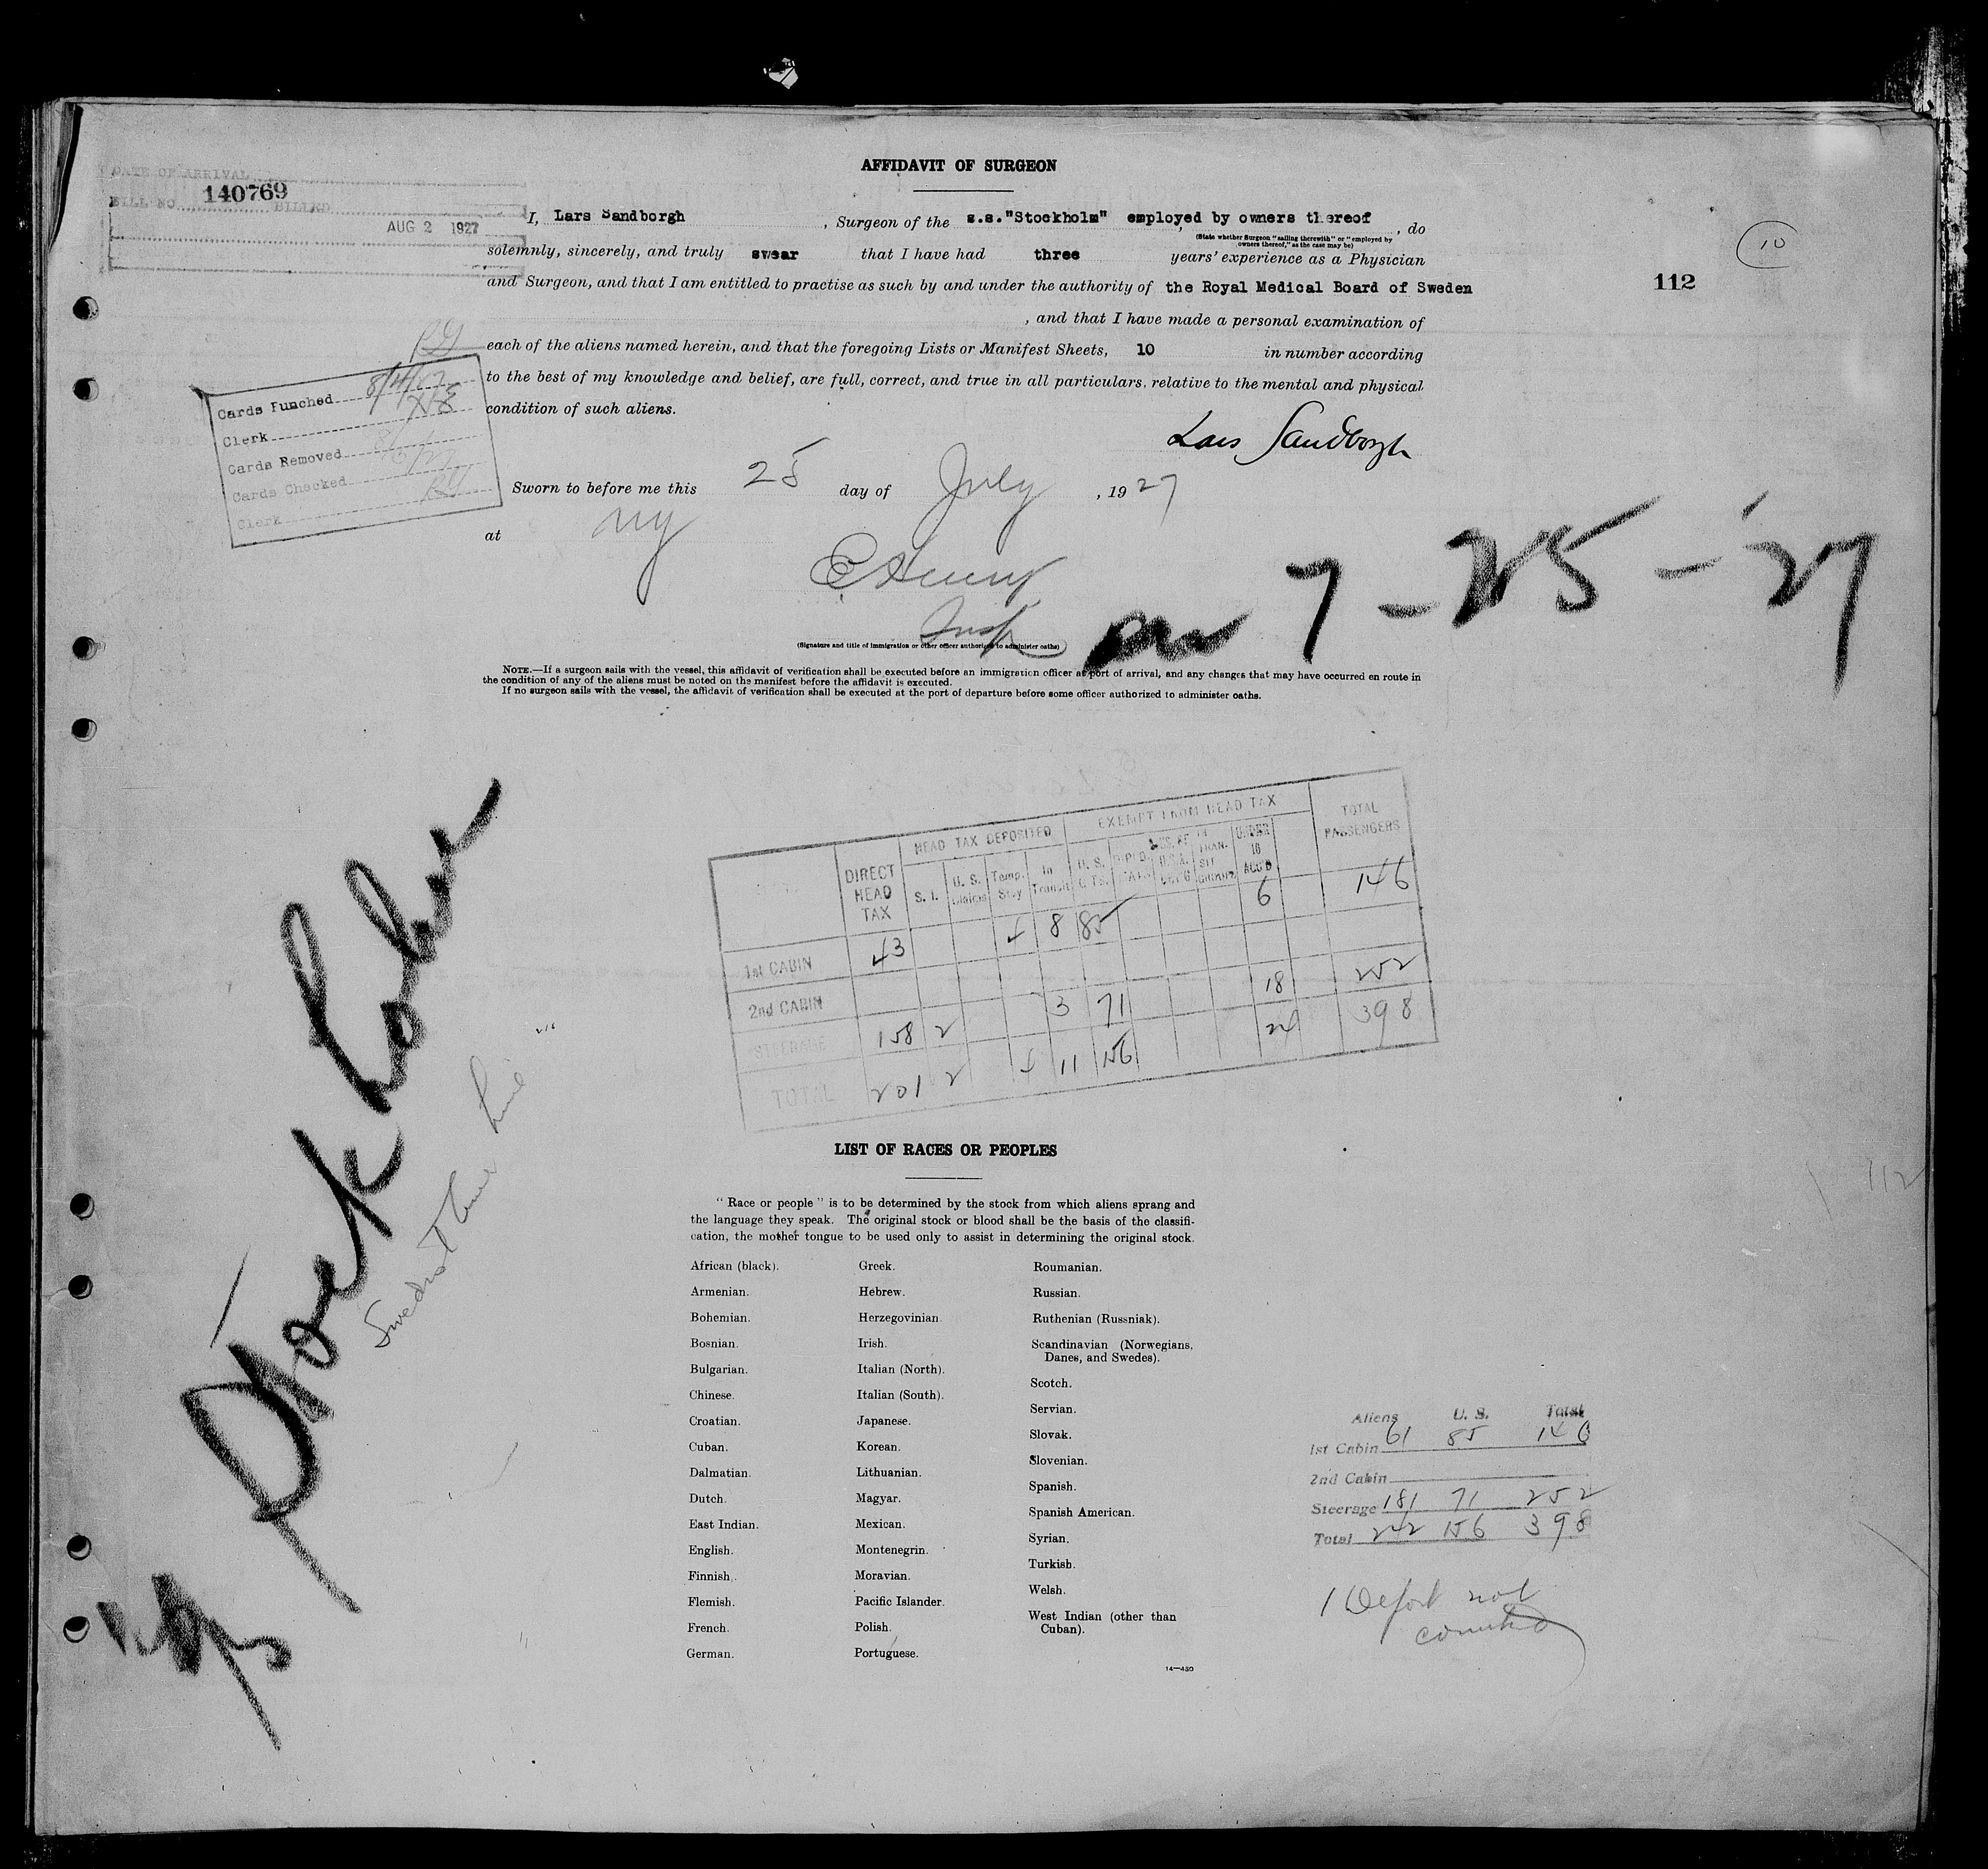 AFFIDAVIT OF SURGEON
DATE OF ARRIVAL
BILL NO. 140769 BILLED
AUG 2 1927
I, Lars Sandborgh, Surgeon of the s.s."Stockholm" employed by owners thereof, do
(State whether Surgeon "sailing therewith" or "employed by
owners thereof," as the case may be)
solemnly, sincerely, and truly swear that I have had three years' experience as a Physician
and Surgeon, and that I am entitled to practise as such by and under the authority of the Royal Medical Board of Sweden
, and that I have made a personal examination of
each of the aliens named herein, and that the foregoing Lists or Manifest Sheets, 10 in number according
to the best of my knowledge and belief, are full, correct, and true in all particulars, relative to the mental and physical
condition of such aliens.
10
112
Cards Punched 8/4/27
Clerk
Cards Removed
Cards Checked
Clerk
Lars Sandborgh
Sworn to before me this 25 day of July, 1927
at NY
E Henry
Insp
(Signature and title of immigration or other officer authorized to administer oaths)
7-25-'27
NOTE.—If a surgeon sails with the vessel, this affidavit of verification shall be executed before an immigration officer at port of arrival, and any changes that may have occurred en route in
the condition of any of the aliens must be noted on the manifest before the affidavit is executed.
If no surgeon sails with the vessel, the affidavit of verification shall be executed at the port of departure before some officer authorized to administer oaths.
Stockholm
DIRECT HEAD TAX
HEAD TAX DEPOSITED
S. I. U. S. Claims Temp. Stay In Transit
EXEMPT FROM HEAD TAX
U. S. UNDER 16 ACC'D
TOTAL PASSENGERS
1st CABIN 43 4 8 85 6 146
2nd CABIN
STEERAGE 158 2 3 71 18 252
TOTAL 201 2 4 11 156 24 398
LIST OF RACES OR PEOPLES
"Race or people" is to be determined by the stock from which aliens sprang and
the language they speak. The original stock or blood shall be the basis of the classifi-
cation, the mother tongue to be used only to assist in determining the original stock.
African (black).
Armenian.
Bohemian.
Bosnian.
Bulgarian.
Chinese.
Croatian.
Cuban.
Dalmatian.
Dutch.
East Indian.
English.
Finnish.
Flemish.
French.
German.
Greek.
Hebrew.
Herzegovinian.
Irish.
Italian (North).
Italian (South).
Japanese.
Korean.
Lithuanian.
Magyar.
Mexican.
Montenegrin.
Moravian.
Pacific Islander.
Polish.
Portuguese.
Roumanian.
Russian.
Ruthenian (Russniak).
Scandinavian (Norwegians,
Danes, and Swedes).
Scotch.
Servian.
Slovak.
Slovenian.
Spanish.
Spanish American.
Syrian.
Turkish.
Welsh.
West Indian (other than
Cuban).
14—430
112
Aliens U. S. Total
1st Cabin 61 85 146
2nd Cabin
Steerage 181 71 252
Total 242 156 398
1 Deport not
counted